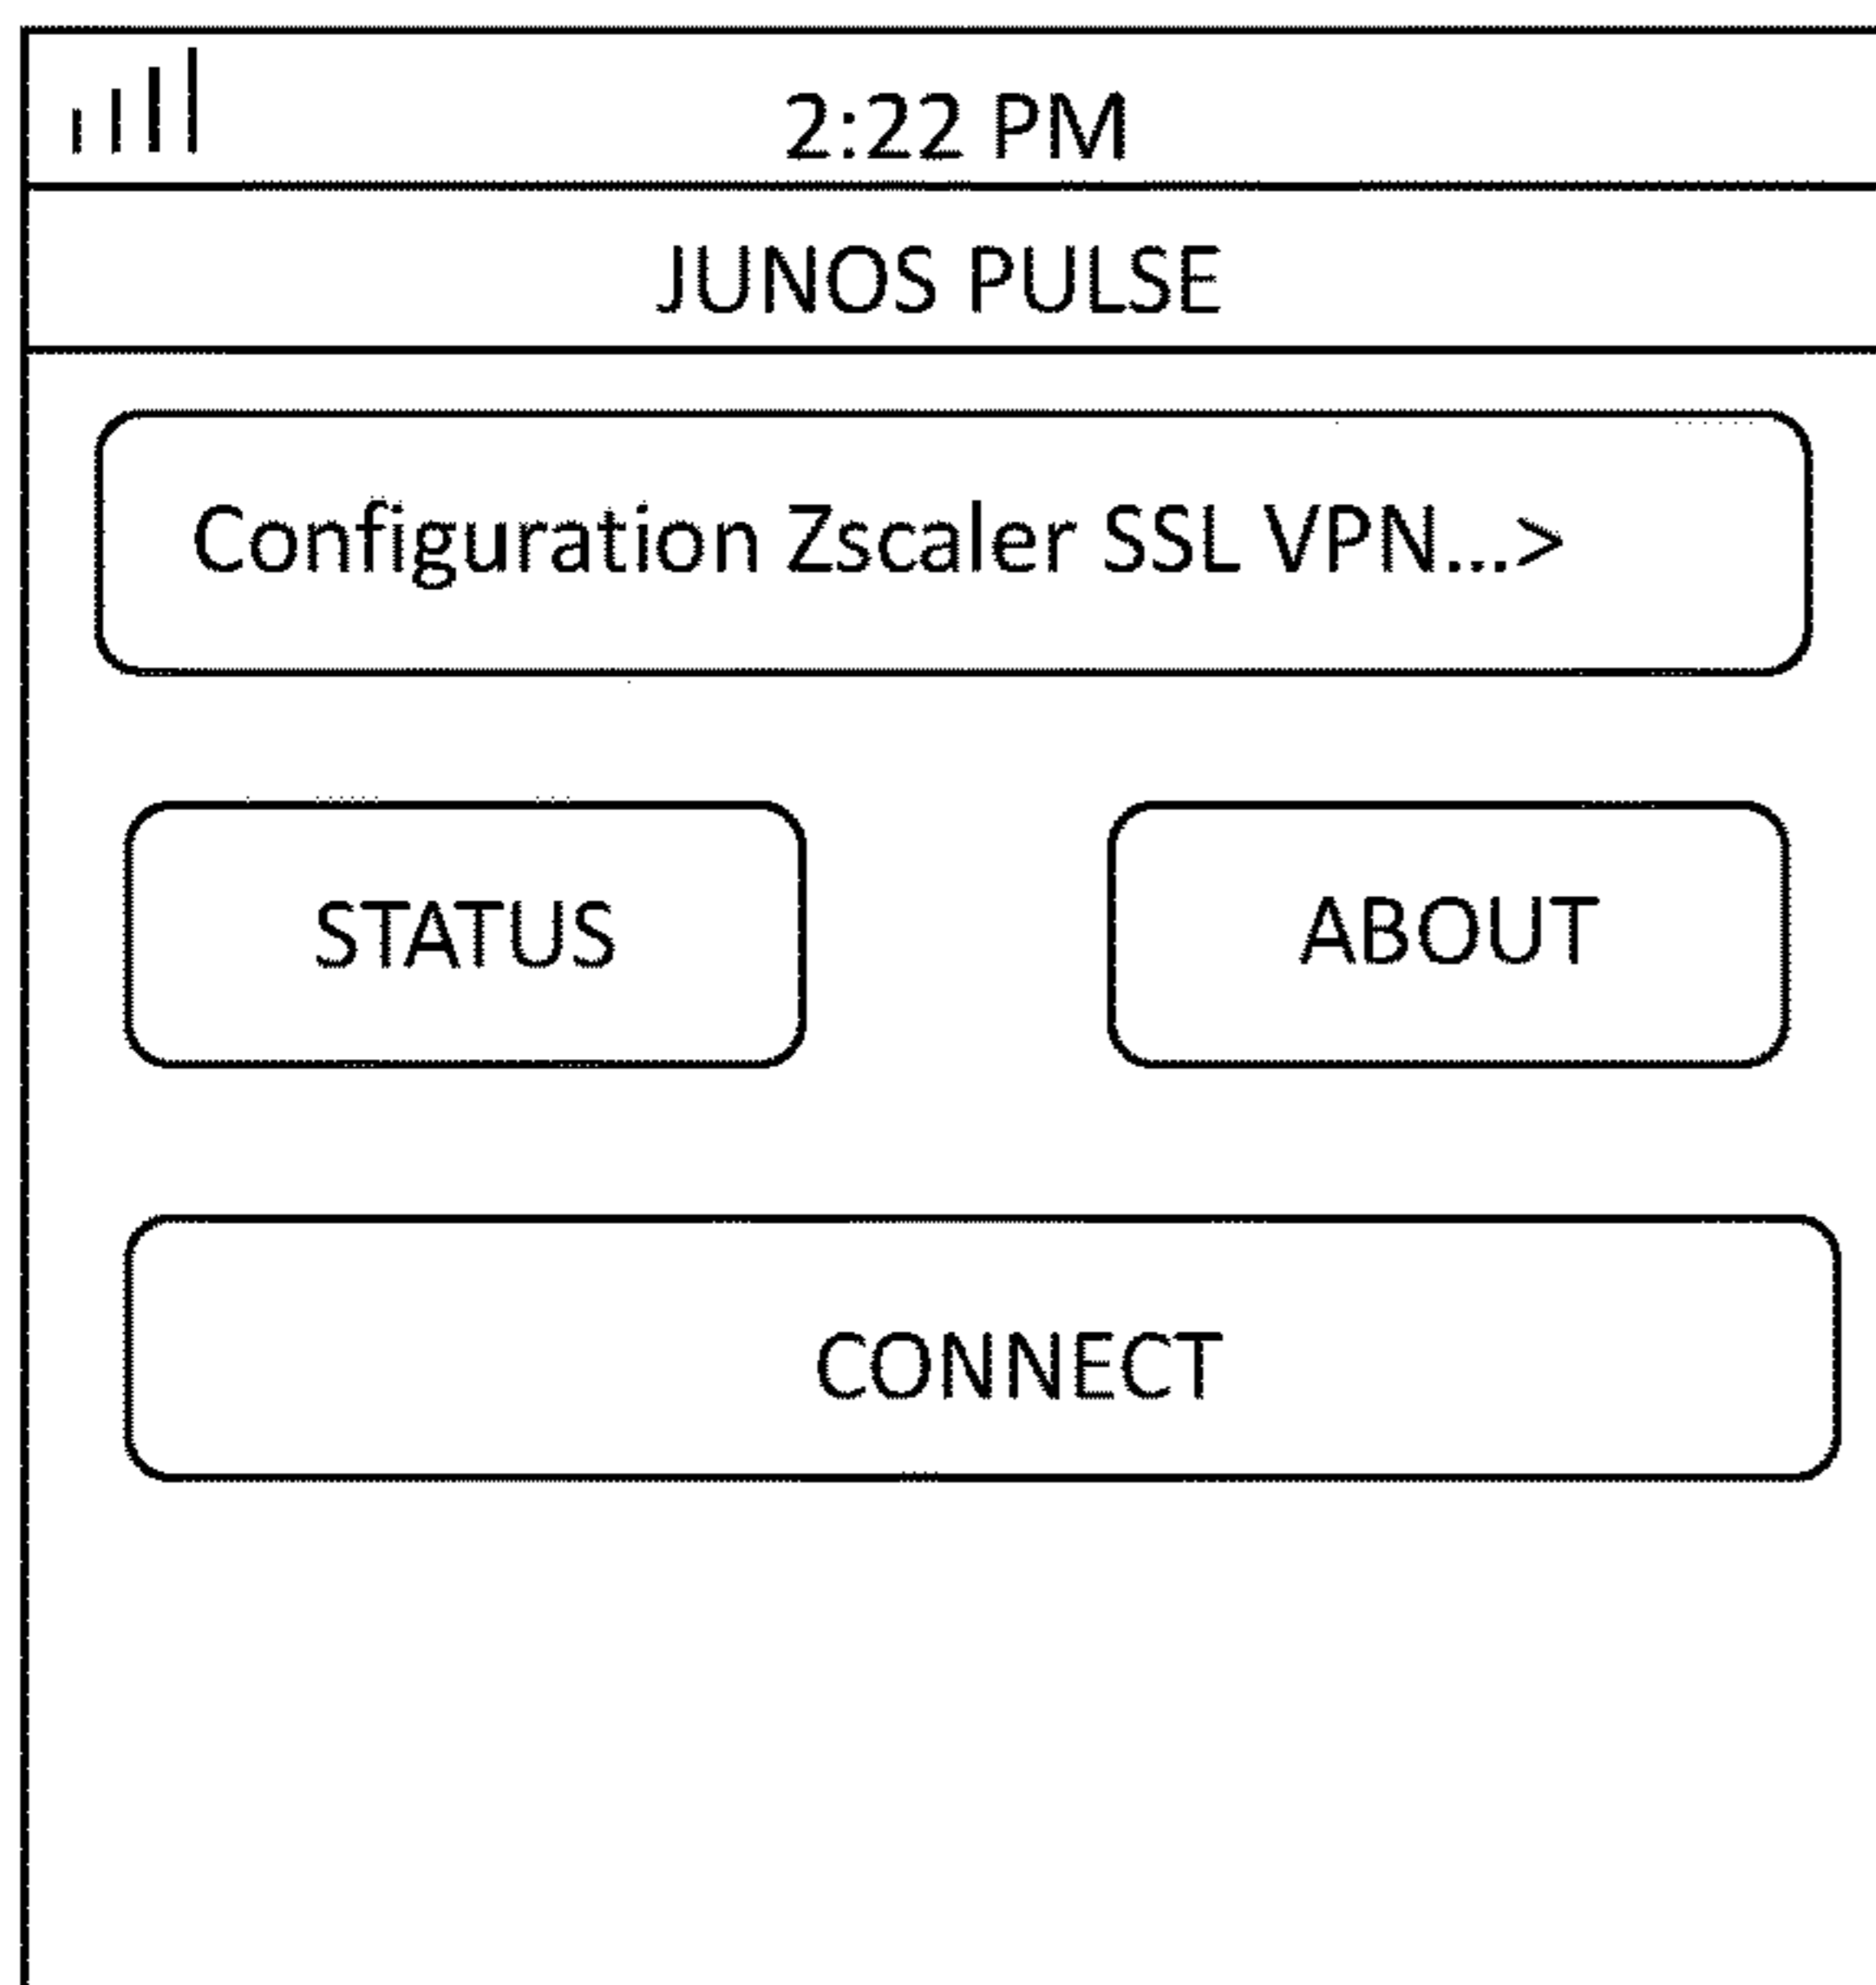 2:22 PM
JUNOS PULSE
Configuration Zscaler SSL VPN...>
STATUS
ABOUT
CONNECT